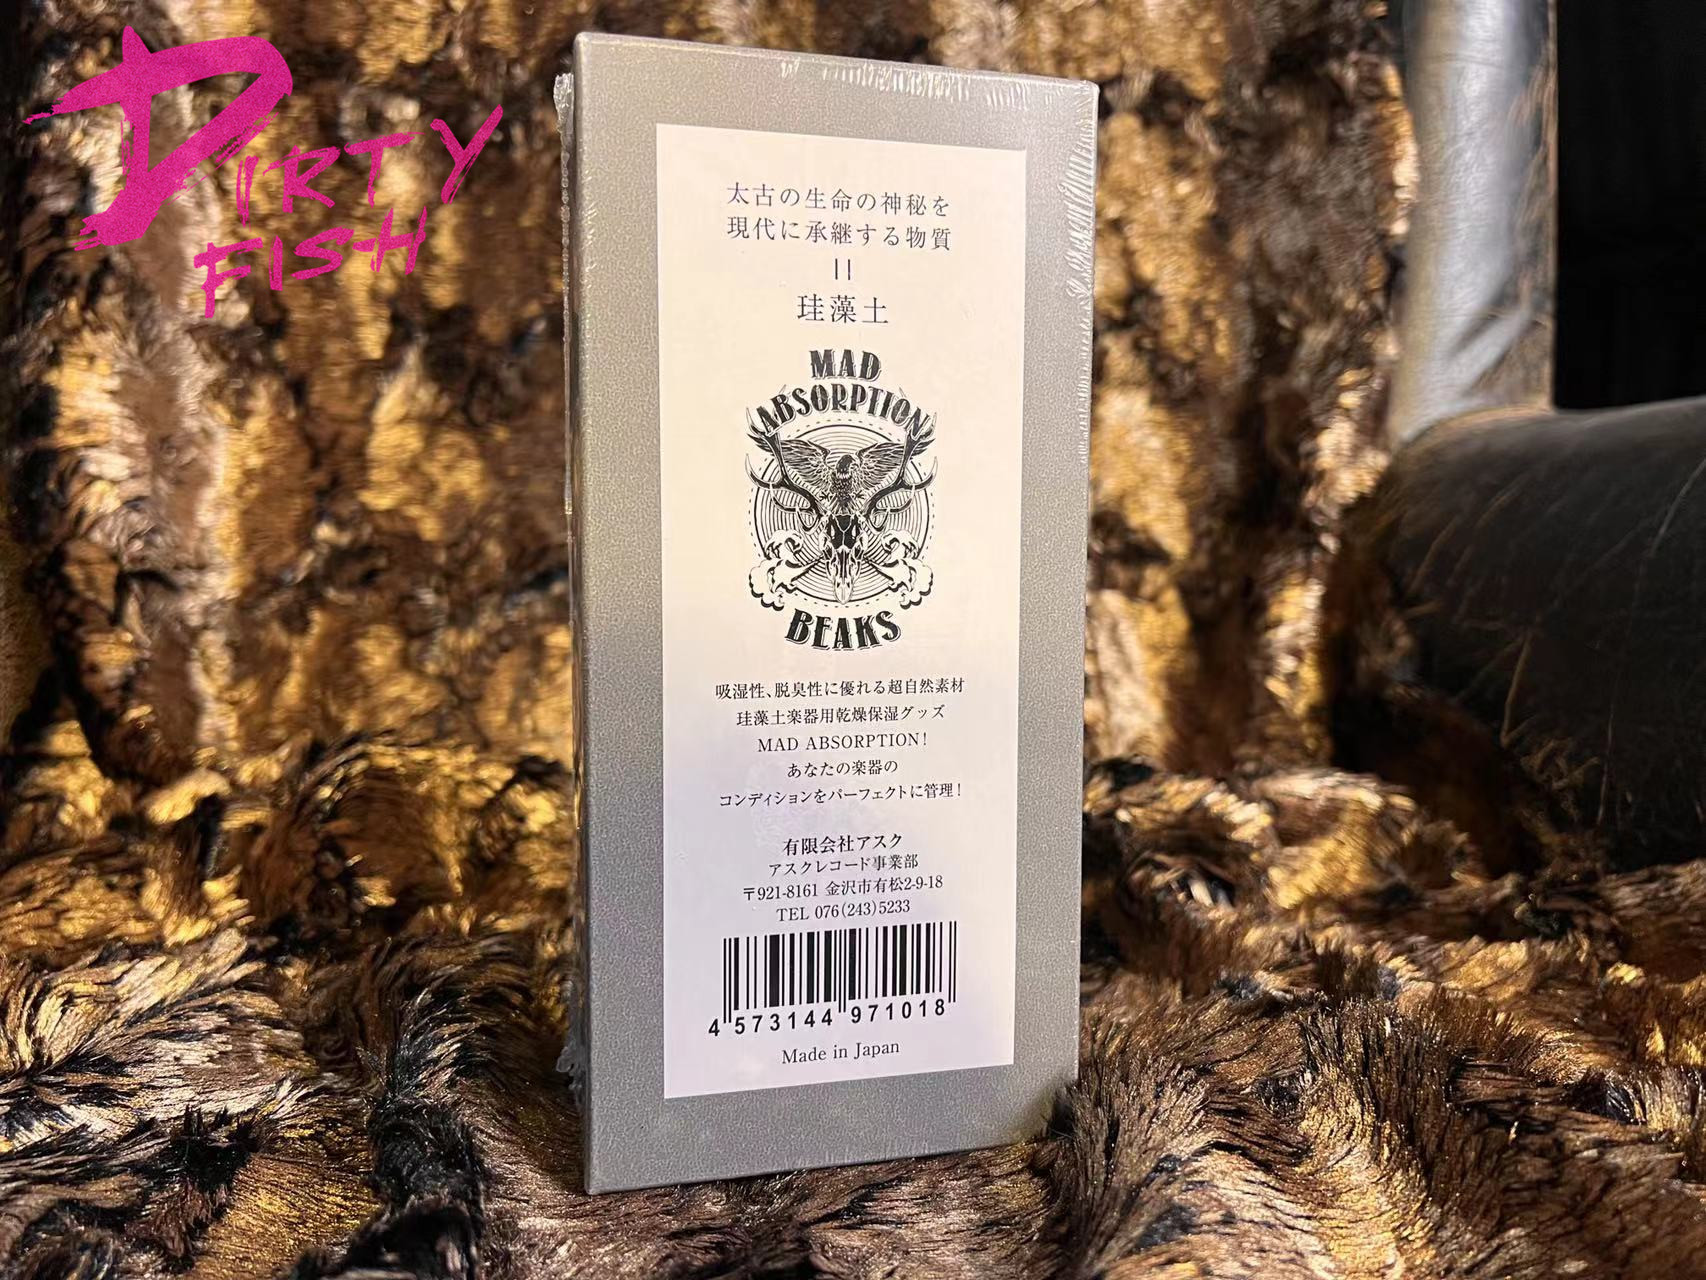 DIRTY
FISH
太古の生命の神秘を
現代に承継する物質
=
珪藻土
MAD
ABSORPTION
BEAKS
吸湿性、脱臭性に優れる超自然素材
珪藻土楽器用乾燥保湿グッズ
MAD ABSORPTION!
あなたの楽器の
コンディションをパーフェクトに管理!
有限会社アスク
アスクレコード事業部
〒921-8161 金沢市有松2-9-18
TEL 076(243)5233
4 573144 971018
Made in Japan